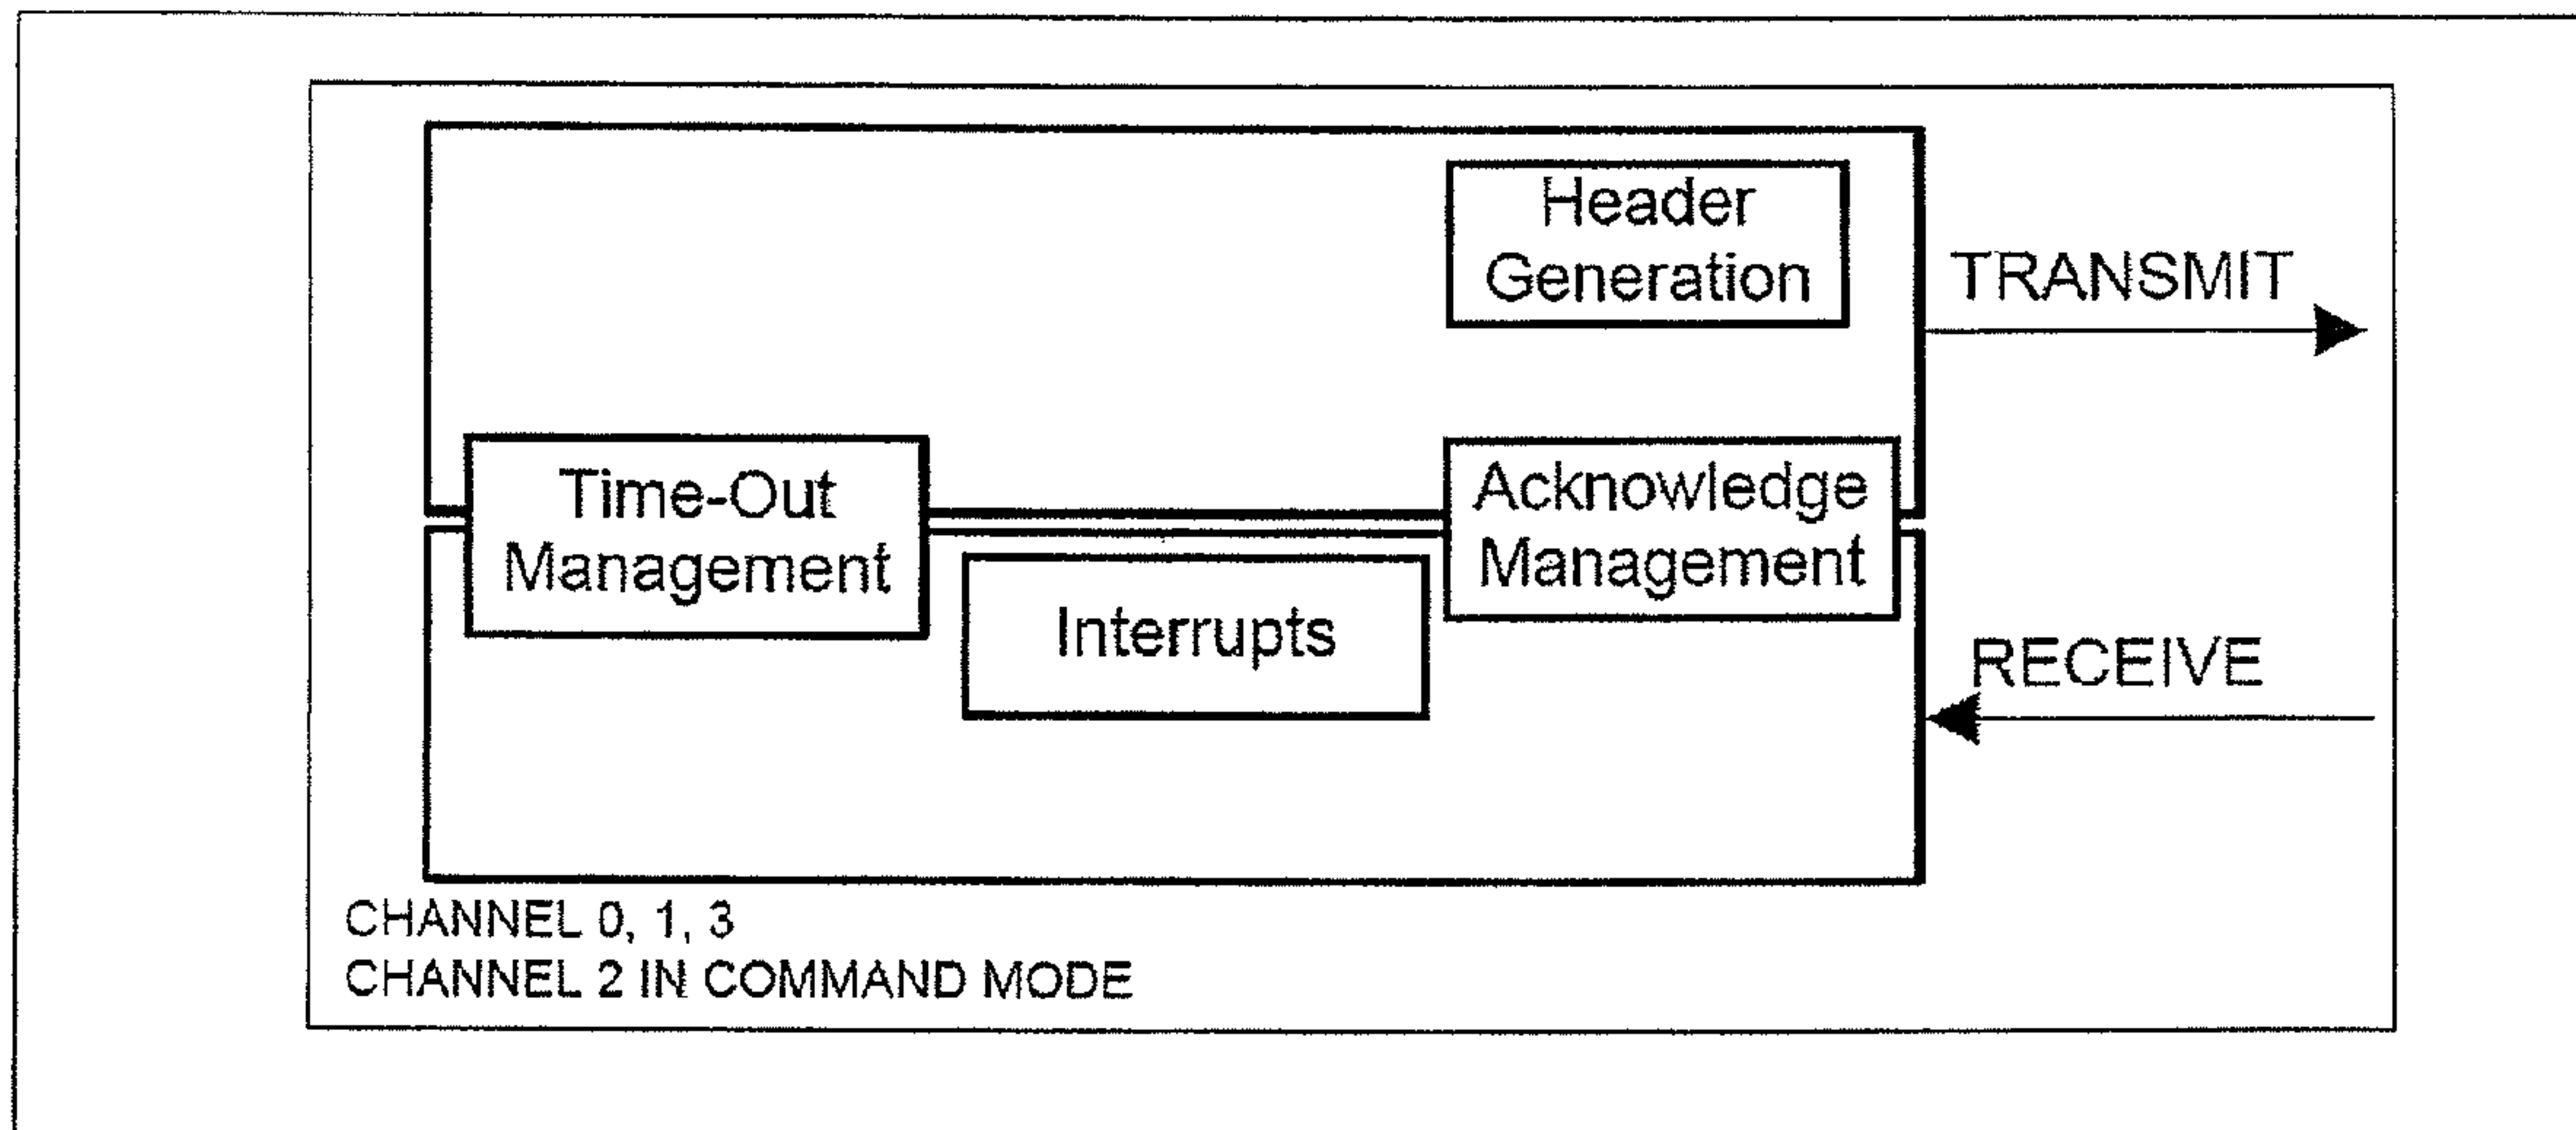 Header
Generation
TRANSMIT
Time-Out
Management
Acknowledge
Management
Interrupts
RECEIVE
CHANNEL 0, 1, 3
CHANNEL 2 IN COMMAND MODE